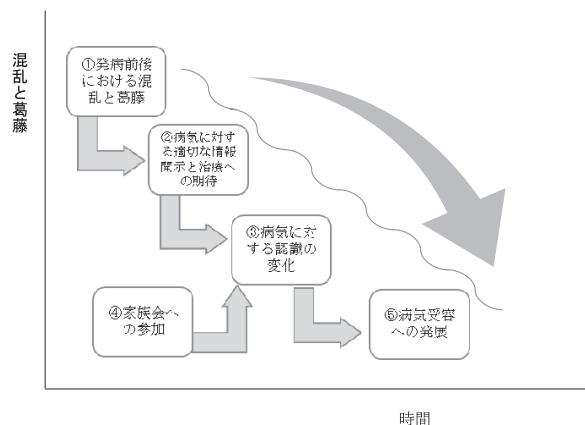 混乱と葛藤
①発病前後
における混
乱と葛藤
②病気に対す
る適切な情報
開示と治療へ
の期待
③病気に対
する認識の
変化
④家族会へ
の参加
⑤病気受容
への発展
時間